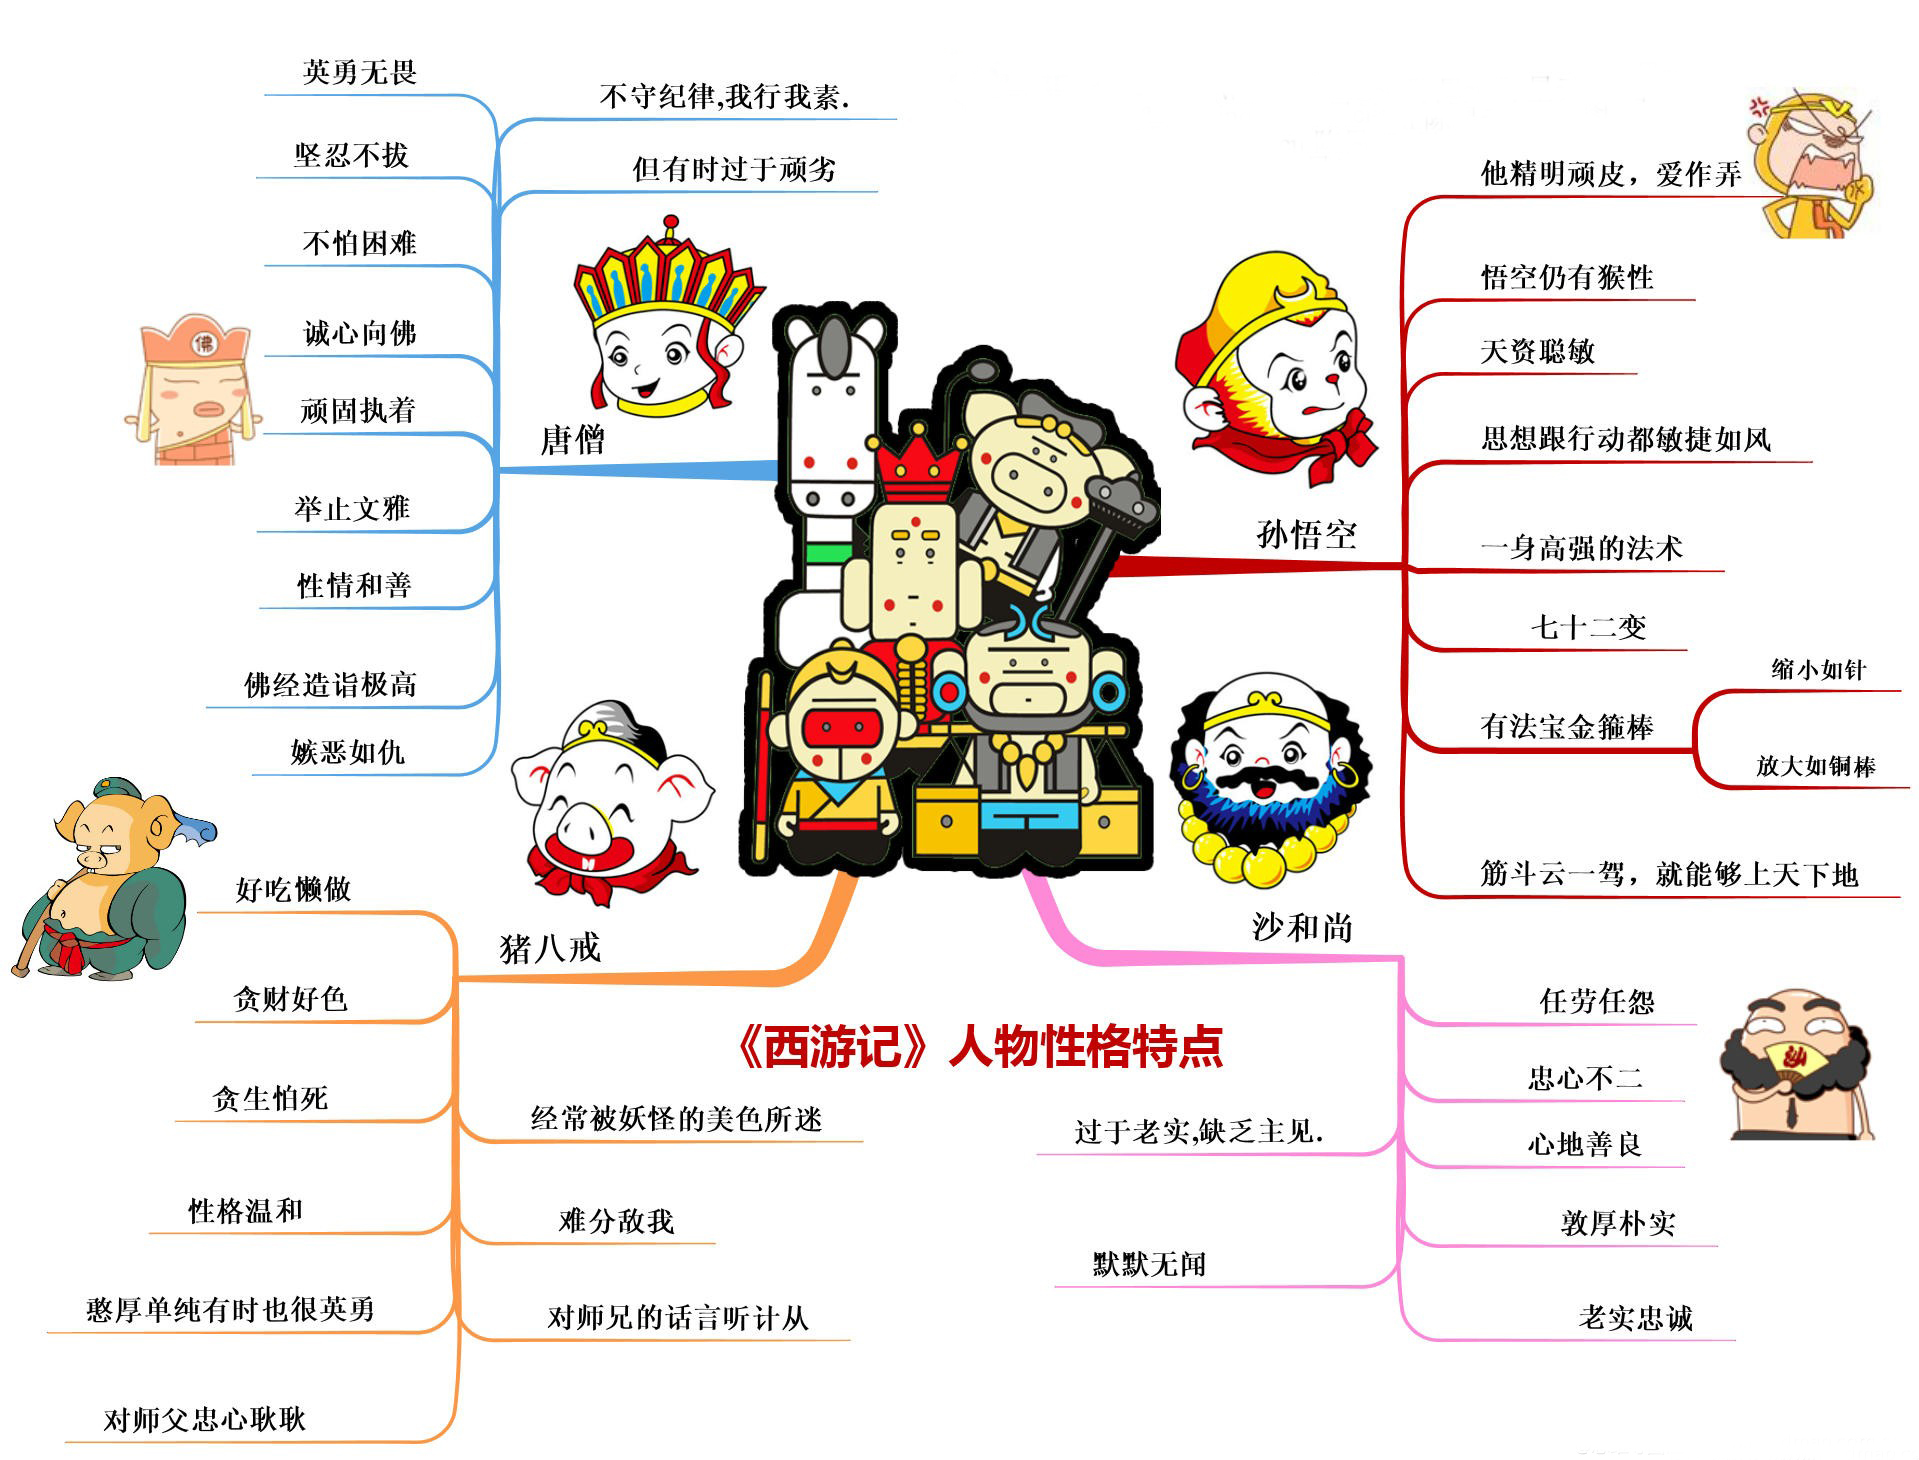 《西游记》人物性格特点
唐僧
英勇无畏
坚忍不拔
不怕困难
诚心向佛
顽固执着
举止文雅
性情和善
佛经造诣极高
嫉恶如仇
不守纪律,我行我素.
但有时过于顽劣
佛
孙悟空
他精明顽皮，爱作弄
悟空仍有猴性
天资聪敏
思想跟行动都敏捷如风
一身高强的法术
七十二变
有法宝金箍棒
缩小如针
放大如铜棒
筋斗云一驾，就能够上天下地
猪八戒
好吃懒做
贪财好色
贪生怕死
性格温和
憨厚单纯有时也很英勇
对师父忠心耿耿
经常被妖怪的美色所迷
难分敌我
对师兄的话言听计从
沙和尚
任劳任怨
忠心不二
心地善良
敦厚朴实
老实忠诚
过于老实,缺乏主见.
默默无闻